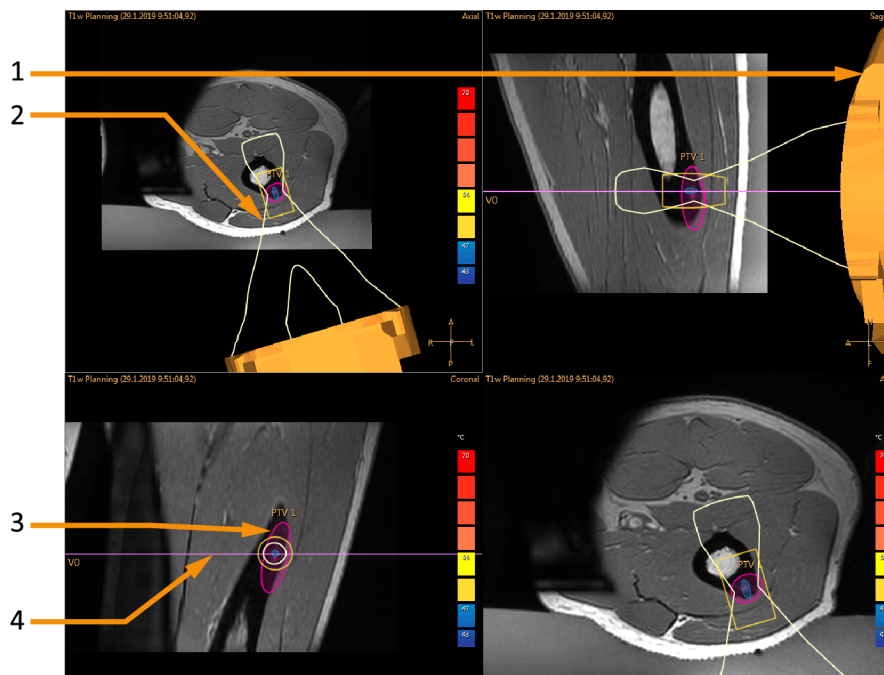 T1w Planning (29.1.2019 9:51:04,92) Axial
T1w Planning (29.1.2019 9:51:04,92)
1
2
PTV 1
PTV 1
V0
70
56
47
43
A
R P L
P
A L
F
T1w Planning (29.1.2019 9:51:04,92) Coronal
T1w Planning (29.1.2019 9:51:04,92)
°C
70
3
PTV 1
4
V0
56
47
43
PTV
56
47